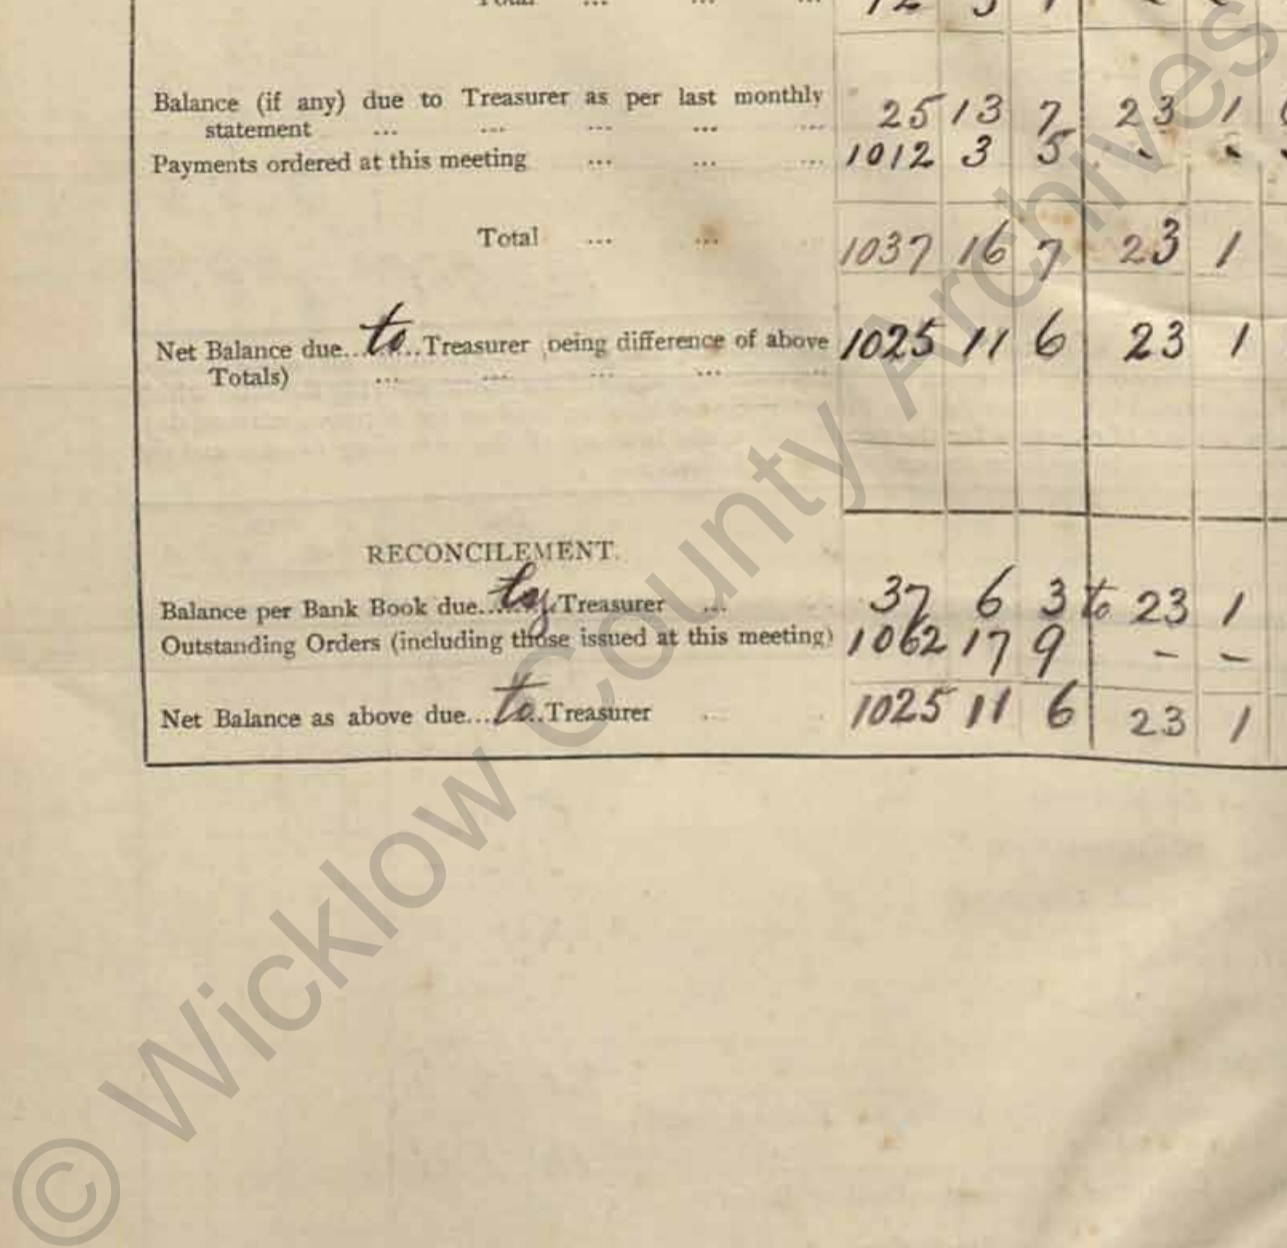 Total ... ... ... 12 5 1 - -
Balance (if any) due to Treasurer as per last monthly
statement ... ... ... ... ... 25 13 7 23 1
Payments ordered at this meeting ... ... ... 1012 3 5 - -
Total ... ... 1037 16 7 23 1
Net Balance due...to...Treasurer being difference of above 1025 11 6 23 1
Totals) ... ... ... ... ...
RECONCILEMENT.
Balance per Bank Book due...by...Treasurer ... 37 6 3 to 23 1
Outstanding Orders (including those issued at this meeting) 1062 17 9 - -
Net Balance as above due...to...Treasurer ... 1025 11 6 23 1
© Wicklow County Archives